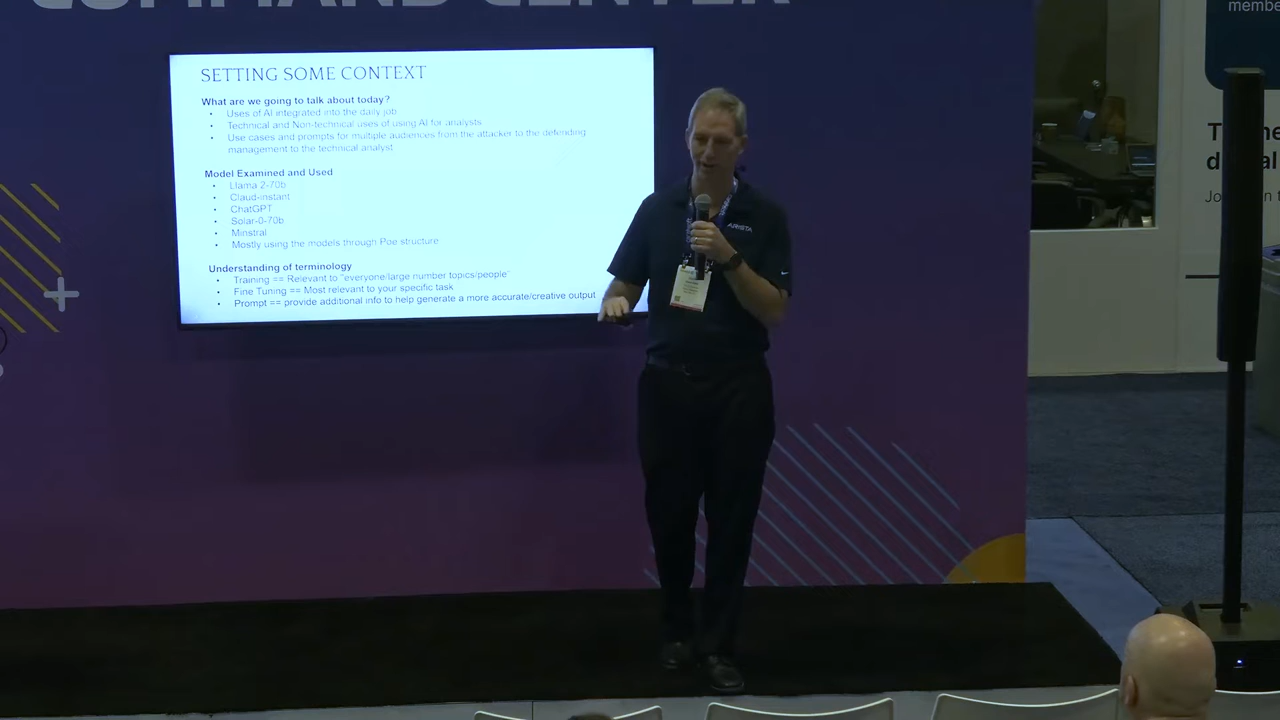 COMMAND CENTER
SETTING SOME CONTEXT
What are we going to talk about today?
• Uses of AI integrated into the daily job
• Technical and Non-technical uses of using AI for analysts
• Use cases and prompts for multiple audiences from the attacker to the defending
management to the technical analyst
Model Examined and Used
• Llama 2-70b
• Claud-instant
• ChatGPT
• Solar-0-70b
• Minstral
• Mostly using the models through Poe structure
Understanding of terminology
• Training == Relevant to "everyone/large number topics/people"
• Fine Tuning == Most relevant to your specific task
• Prompt == provide additional info to help generate a more accurate/creative output
ARISTA